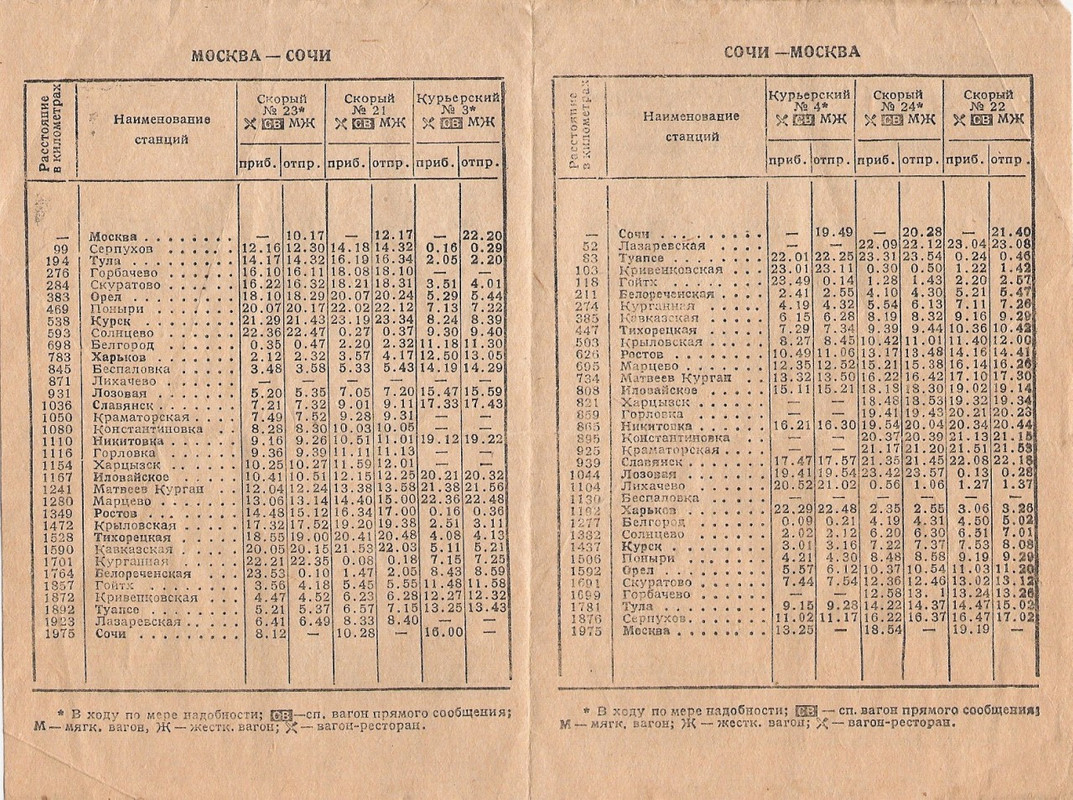 МОСКВА — СОЧИ
Расстояние в километрах
Наименование станций
Скорый № 23* СВ МЖ
Скорый № 21 СВ МЖ
Курьерский № 3* СВ МЖ
приб. отпр. приб. отпр. приб. отпр.
— Москва — 10.17 — 12.17 — 22.20
99 Серпухов 12.16 12.30 14.18 14.32 0.16 0.29
194 Тула 14.17 14.32 16.19 16.34 2.05 2.20
276 Горбачево 16.10 16.11 18.08 18.10 — —
284 Скуратово 16.22 16.32 18.21 18.31 3.51 4.01
383 Орел 18.10 18.29 20.07 20.24 5.29 5.44
469 Поныри 20.07 20.17 22.02 22.12 7.13 7.22
538 Курск 21.29 21.43 23.19 23.34 8.24 8.39
593 Солнцево 22.36 22.47 0.27 0.37 9.30 9.40
698 Белгород 0.35 0.47 2.20 2.32 11.18 11.30
783 Харьков 2.12 2.32 3.57 4.17 12.50 13.05
845 Беспаловка 3.48 3.58 5.33 5.43 14.19 14.29
871 Лихачево — — — — — —
931 Лозовая 5.20 5.35 7.05 7.20 15.47 15.59
1036 Славянск 7.21 7.32 9.01 9.11 17.33 17.43
1050 Краматорская 7.49 7.52 9.28 9.31 — —
1080 Константиновка 8.28 8.30 10.03 10.05 — —
1110 Никитовка 9.16 9.26 10.51 11.01 19.12 19.22
1116 Горловка 9.36 9.39 11.11 11.13 — —
1154 Харцызск 10.25 10.27 11.59 12.01 — —
1167 Иловайское 10.41 10.51 12.15 12.25 20.21 20.32
1241 Матвеев Курган 12.04 12.24 13.38 13.58 21.38 21.56
1280 Марцево 13.06 13.14 14.40 15.00 22.36 22.48
1349 Ростов 14.48 15.12 16.34 17.00 0.16 0.36
1472 Крыловская 17.32 17.52 19.20 19.38 2.51 3.11
1528 Тихорецкая 18.55 19.00 20.41 20.48 4.08 4.13
1590 Кавказская 20.05 20.15 21.53 22.03 5.11 5.21
1701 Курганная 22.21 22.35 0.08 0.18 7.15 7.25
1764 Белореченская 23.53 0.10 1.47 2.05 8.43 8.59
1857 Гойтх 3.56 4.18 5.45 5.55 11.48 11.58
1872 Кривенковская 4.47 4.52 6.23 6.28 12.27 12.32
1892 Туапсе 5.21 5.37 6.57 7.15 13.25 13.43
1923 Лазаревская 6.41 6.49 8.33 8.40 — —
1975 Сочи 8.12 — 10.28 — 16.00 —
* В ходу по мере надобности; СВ—сп. вагон прямого сообщения;
М — мягк. вагон, Ж — жестк. вагон; — вагон-ресторан.
СОЧИ — МОСКВА
Расстояние в километрах
Наименование станций
Курьерский № 4* СВ МЖ
Скорый № 24* СВ МЖ
Скорый № 22 СВ МЖ
приб. отпр. приб. отпр. приб. отпр.
— Сочи — 19.49 — 20.28 — 21.40
52 Лазаревская — — 22.09 22.12 23.04 23.08
83 Туапсе 22.01 22.25 23.31 23.54 0.24 0.46
103 Кривенковская 23.01 23.11 0.30 0.50 1.22 1.42
118 Гойтх 23.49 0.14 1.28 1.43 2.20 2.57
211 Белореченская 2.41 2.55 4.10 4.30 5.21 5.47
274 Курганная 4.19 4.32 5.54 6.13 7.11 7.26
385 Кавказская 6.15 6.28 8.19 8.32 9.16 9.29
447 Тихорецкая 7.29 7.34 9.39 9.44 10.36 10.42
503 Крыловская 8.27 8.45 10.42 11.01 11.40 12.00
626 Ростов 10.49 11.06 13.17 13.48 14.16 14.41
695 Марцево 12.35 12.52 15.21 15.38 16.14 16.26
734 Матвеев Курган 13.32 13.50 16.22 16.42 17.10 17.30
808 Иловайское 15.11 15.21 18.19 18.30 19.02 19.14
821 Харцызск 18.48 18.53 19.32 19.34
859 Горловка 19.41 19.43 20.21 20.23
865 Никитовка 16.21 16.30 19.54 20.04 20.34 20.44
895 Константиновка — — 20.37 20.39 21.13 21.15
925 Краматорская — — 21.17 21.20 21.51 21.53
939 Славянск 17.47 17.57 21.35 21.45 22.08 22.18
1044 Лозовая 19.41 19.54 23.42 23.57 0.13 0.28
1104 Лихачево 20.52 21.02 0.56 1.06 1.27 1.37
1130 Беспаловка — — — — — —
1192 Харьков 22.29 22.48 2.35 2.55 3.06 3.26
1277 Белгород 0.09 0.21 4.19 4.31 4.50 5.02
1382 Солнцево 2.02 2.12 6.20 6.30 6.51 7.01
1437 Курск 3.01 3.16 7.22 7.37 7.53 8.08
1506 Поныри 4.21 4.30 8.48 8.58 9.19 9.29
1592 Орел 5.57 6.12 10.37 10.54 11.03 11.20
1691 Скуратово 7.44 7.54 12.36 12.46 13.02 13.12
1699 Горбачево 12.58 13. 1 13.24 13.26
1781 Тула 9.15 9.28 14.22 14.37 14.47 15.02
1876 Серпухов 11.02 11.17 16.22 16.37 16.47 17.02
1975 Москва 13.25 — 18.54 — 19.19 —
* В ходу по мере надобности; СВ — сп. вагон прямого сообщения;
М — мягк. вагон, Ж — жестк. вагон; — вагон-ресторан.